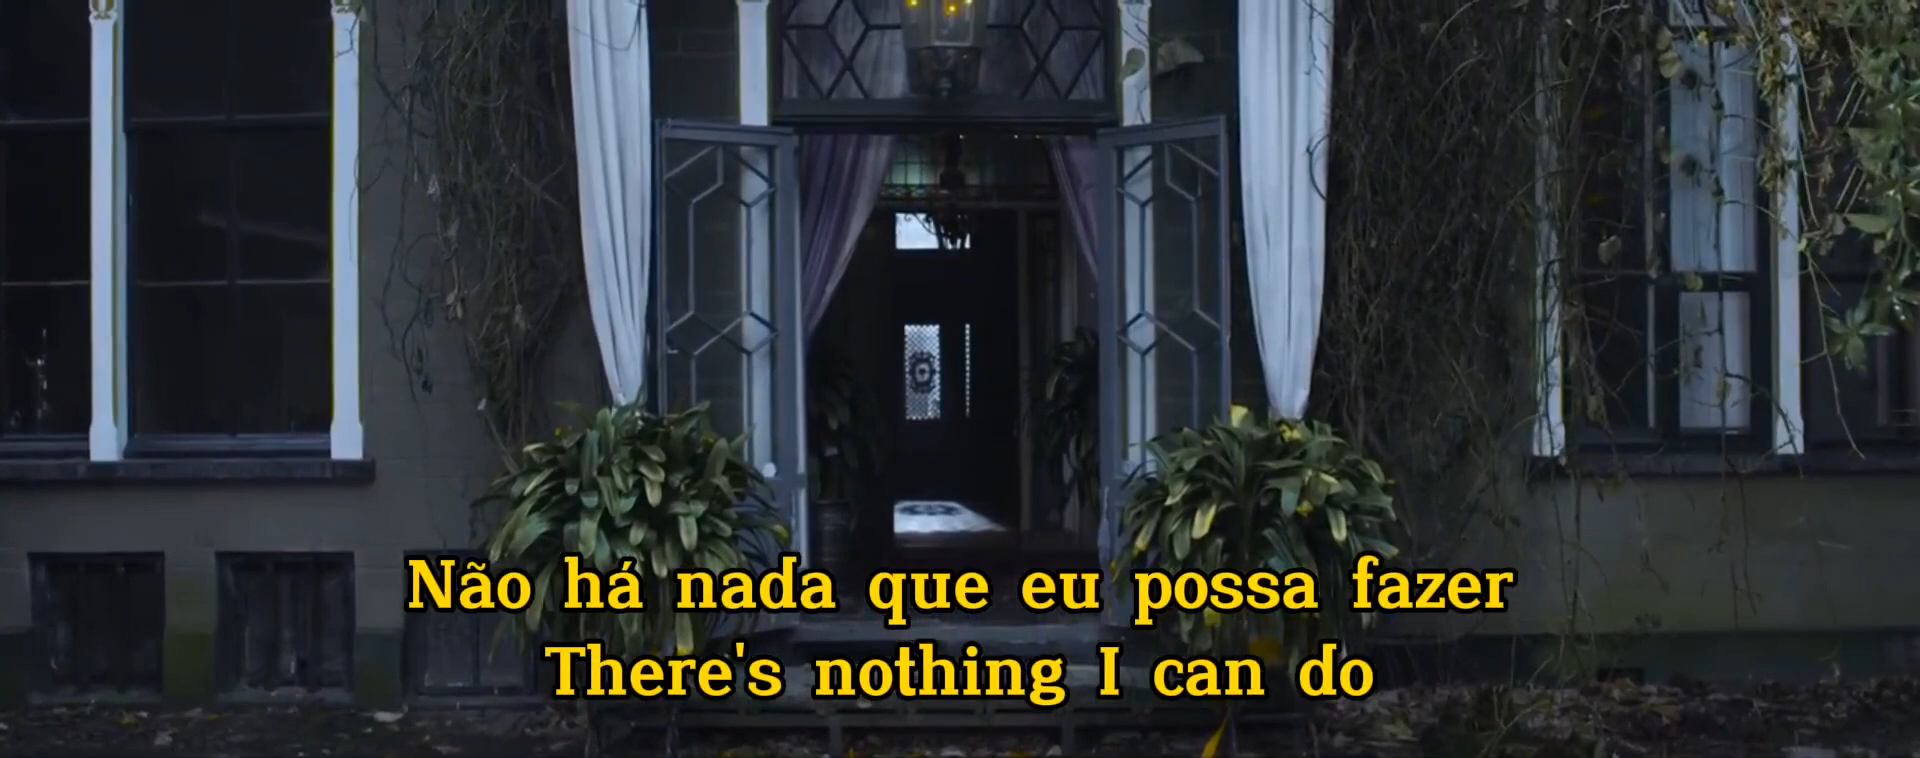 Não há nada que eu possa fazer
There's nothing I can do